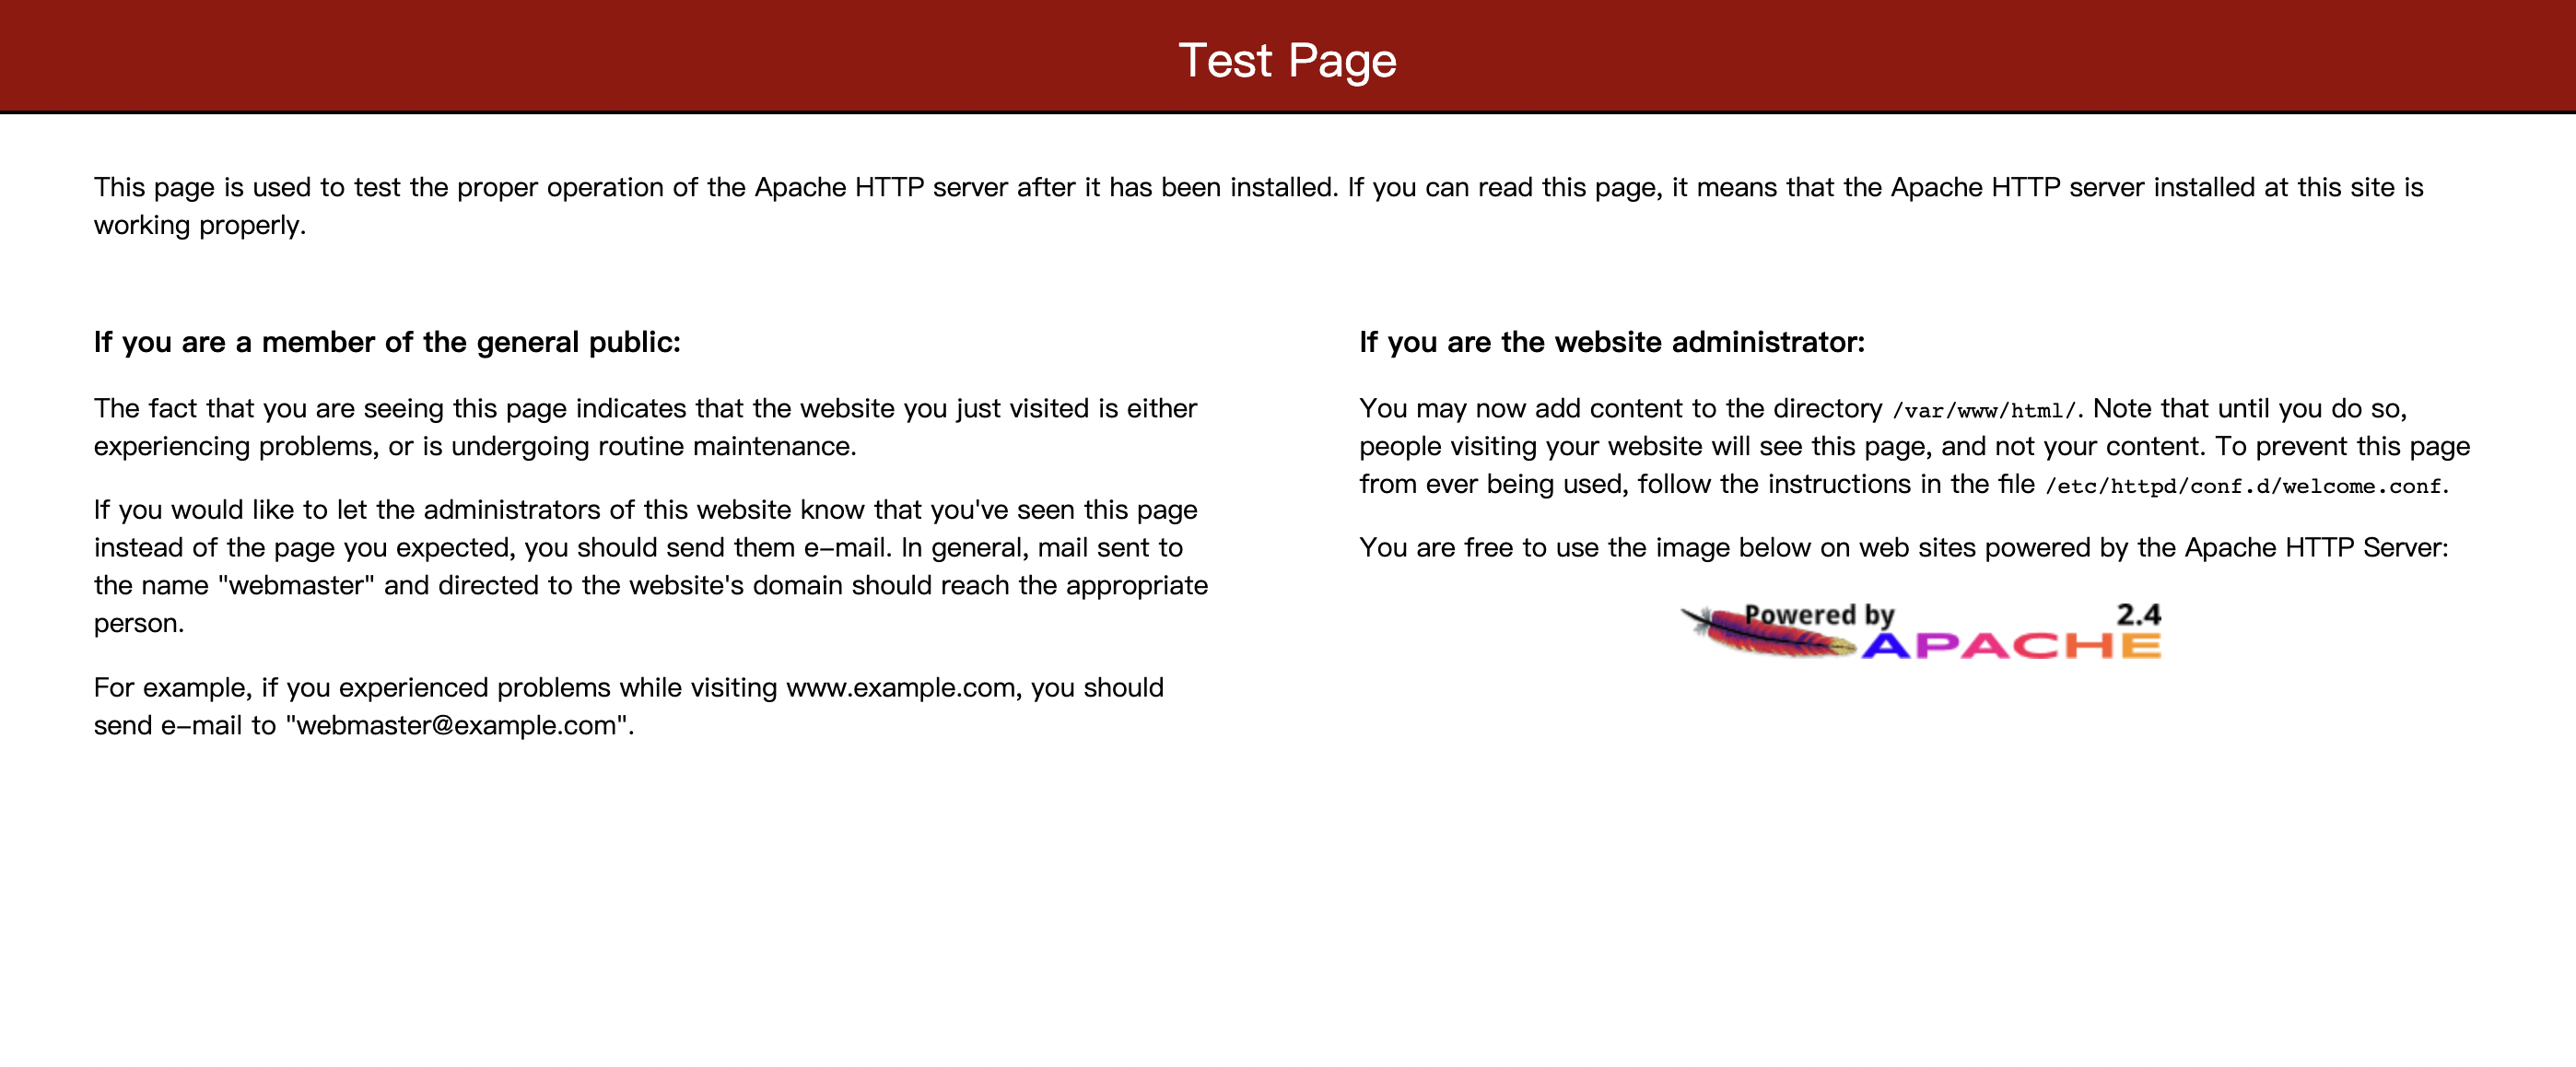 Test Page
This page is used to test the proper operation of the Apache HTTP server after it has been installed. If you can read this page, it means that the Apache HTTP server installed at this site is
working properly.
If you are a member of the general public:
The fact that you are seeing this page indicates that the website you just visited is either
experiencing problems, or is undergoing routine maintenance.
If you would like to let the administrators of this website know that you've seen this page
instead of the page you expected, you should send them e-mail. In general, mail sent to
the name "webmaster" and directed to the website's domain should reach the appropriate
person.
For example, if you experienced problems while visiting www.example.com, you should
send e-mail to "webmaster@example.com".
If you are the website administrator:
You may now add content to the directory /var/www/html/. Note that until you do so,
people visiting your website will see this page, and not your content. To prevent this page
from ever being used, follow the instructions in the file /etc/httpd/conf.d/welcome.conf.
You are free to use the image below on web sites powered by the Apache HTTP Server:
Powered by 2.4
APACHE